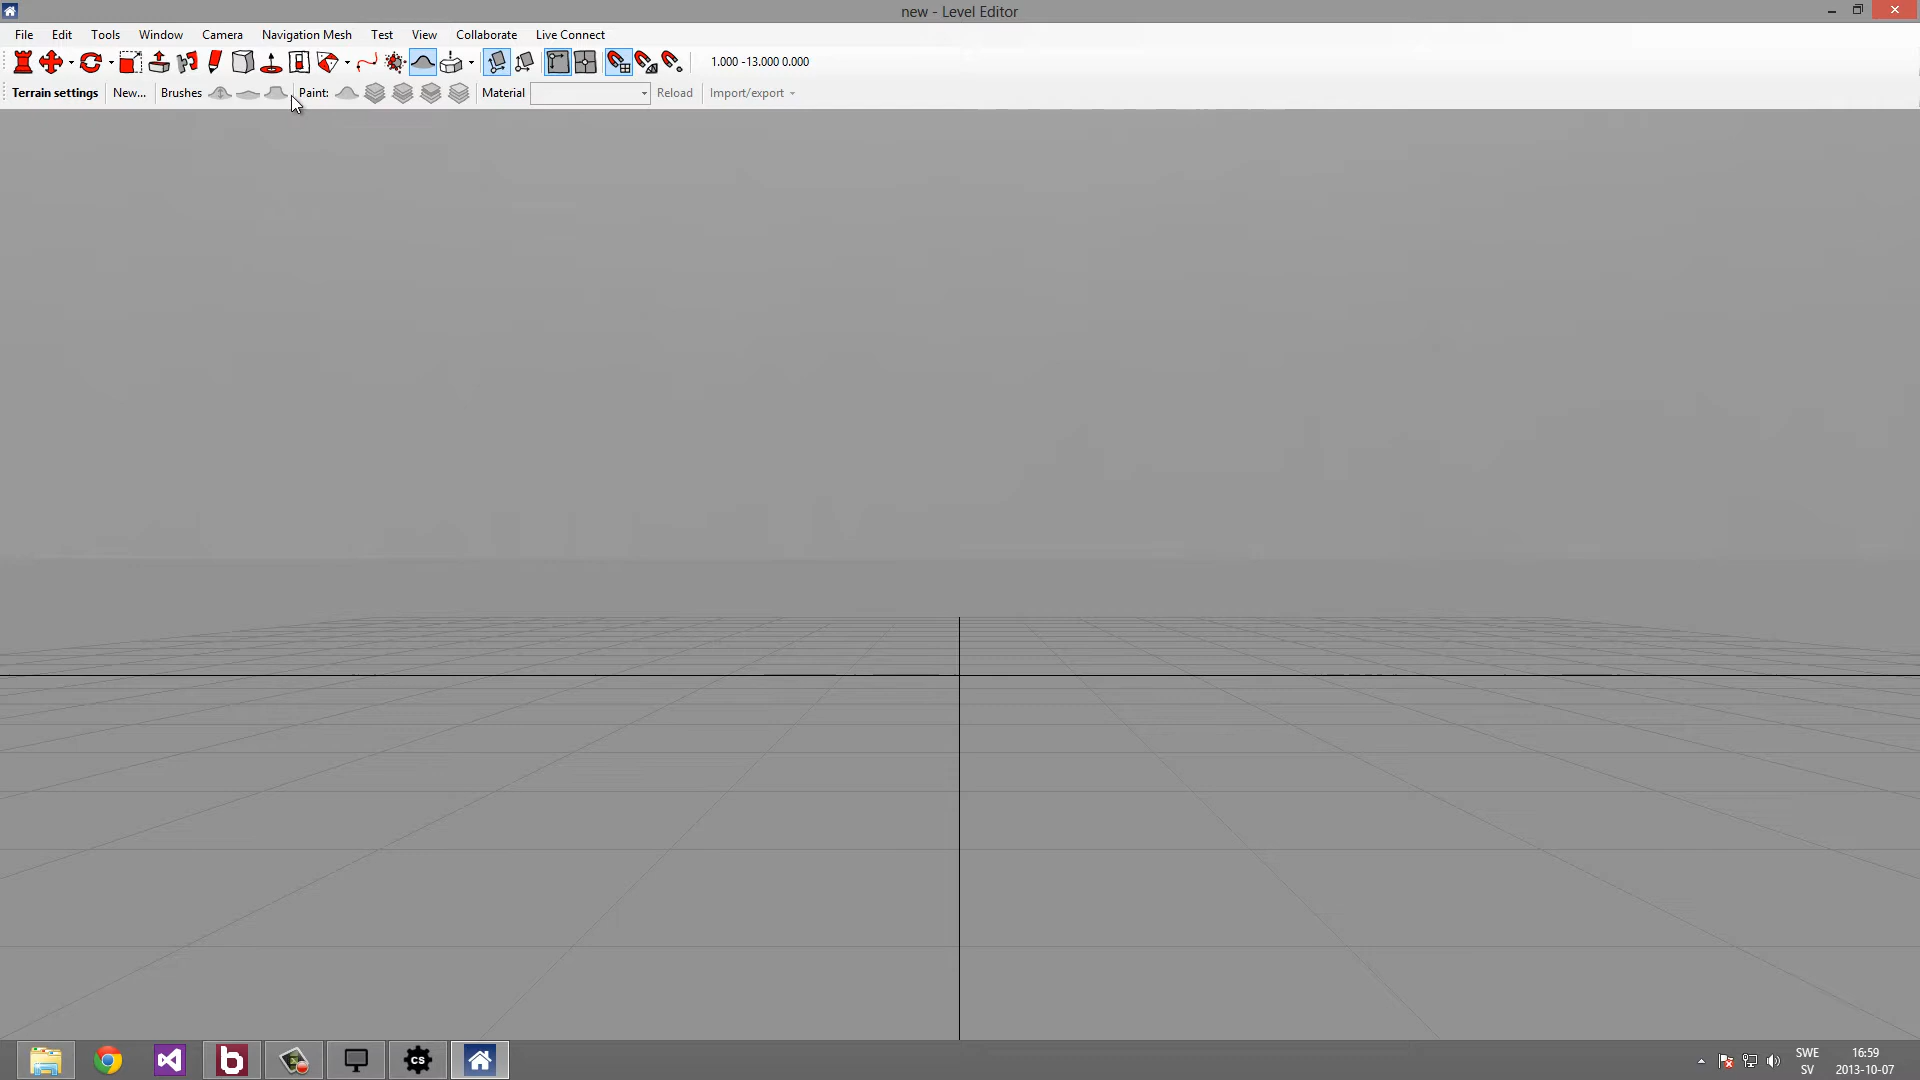 new - Level Editor
File Edit Tools Window Camera Navigation Mesh Test View Collaborate Live Connect
1.000 -13.000 0.000
Terrain settings New... Brushes Paint: Material Reload Import/export
b CS SWE 16:59
SV 2013-10-07